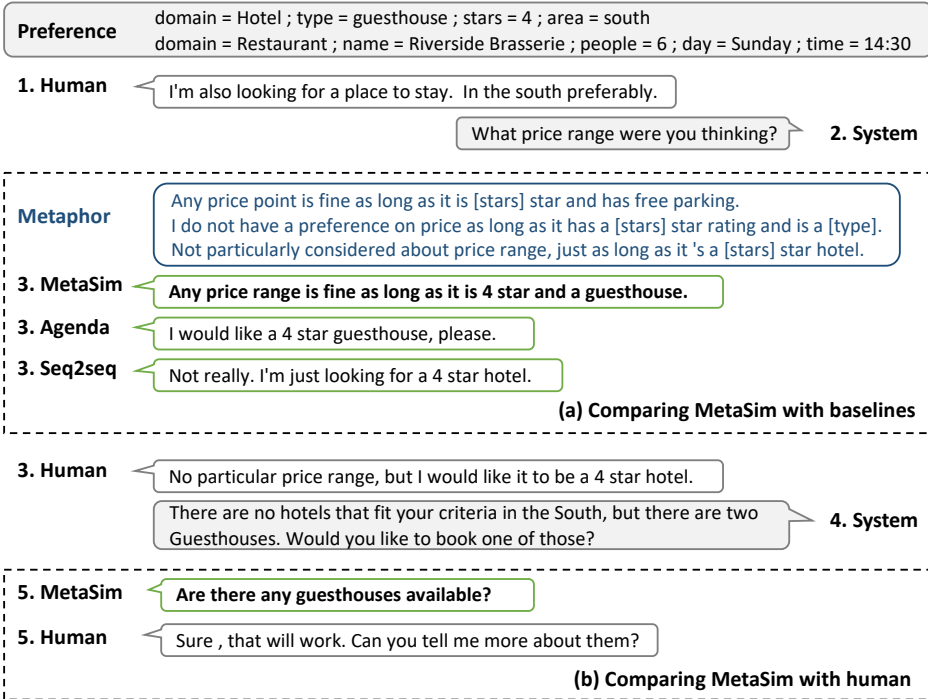 Preference
domain = Hotel ; type = guesthouse ; stars = 4 ; area = south
domain = Restaurant ; name = Riverside Brasserie ; people = 6 ; day = Sunday ; time = 14:30
1. Human
I'm also looking for a place to stay. In the south preferably.
What price range were you thinking?
2. System
Metaphor
Any price point is fine as long as it is [stars] star and has free parking.
I do not have a preference on price as long as it has a [stars] star rating and is a [type].
Not particularly considered about price range, just as long as it 's a [stars] star hotel.
3. MetaSim
Any price range is fine as long as it is 4 star and a guesthouse.
3. Agenda
I would like a 4 star guesthouse, please.
3. Seq2seq
Not really. I'm just looking for a 4 star hotel.
(a) Comparing MetaSim with baselines
3. Human
No particular price range, but I would like it to be a 4 star hotel.
There are no hotels that fit your criteria in the South, but there are two
Guesthouses. Would you like to book one of those?
4. System
5. MetaSim
Are there any guesthouses available?
5. Human
Sure , that will work. Can you tell me more about them?
(b) Comparing MetaSim with human